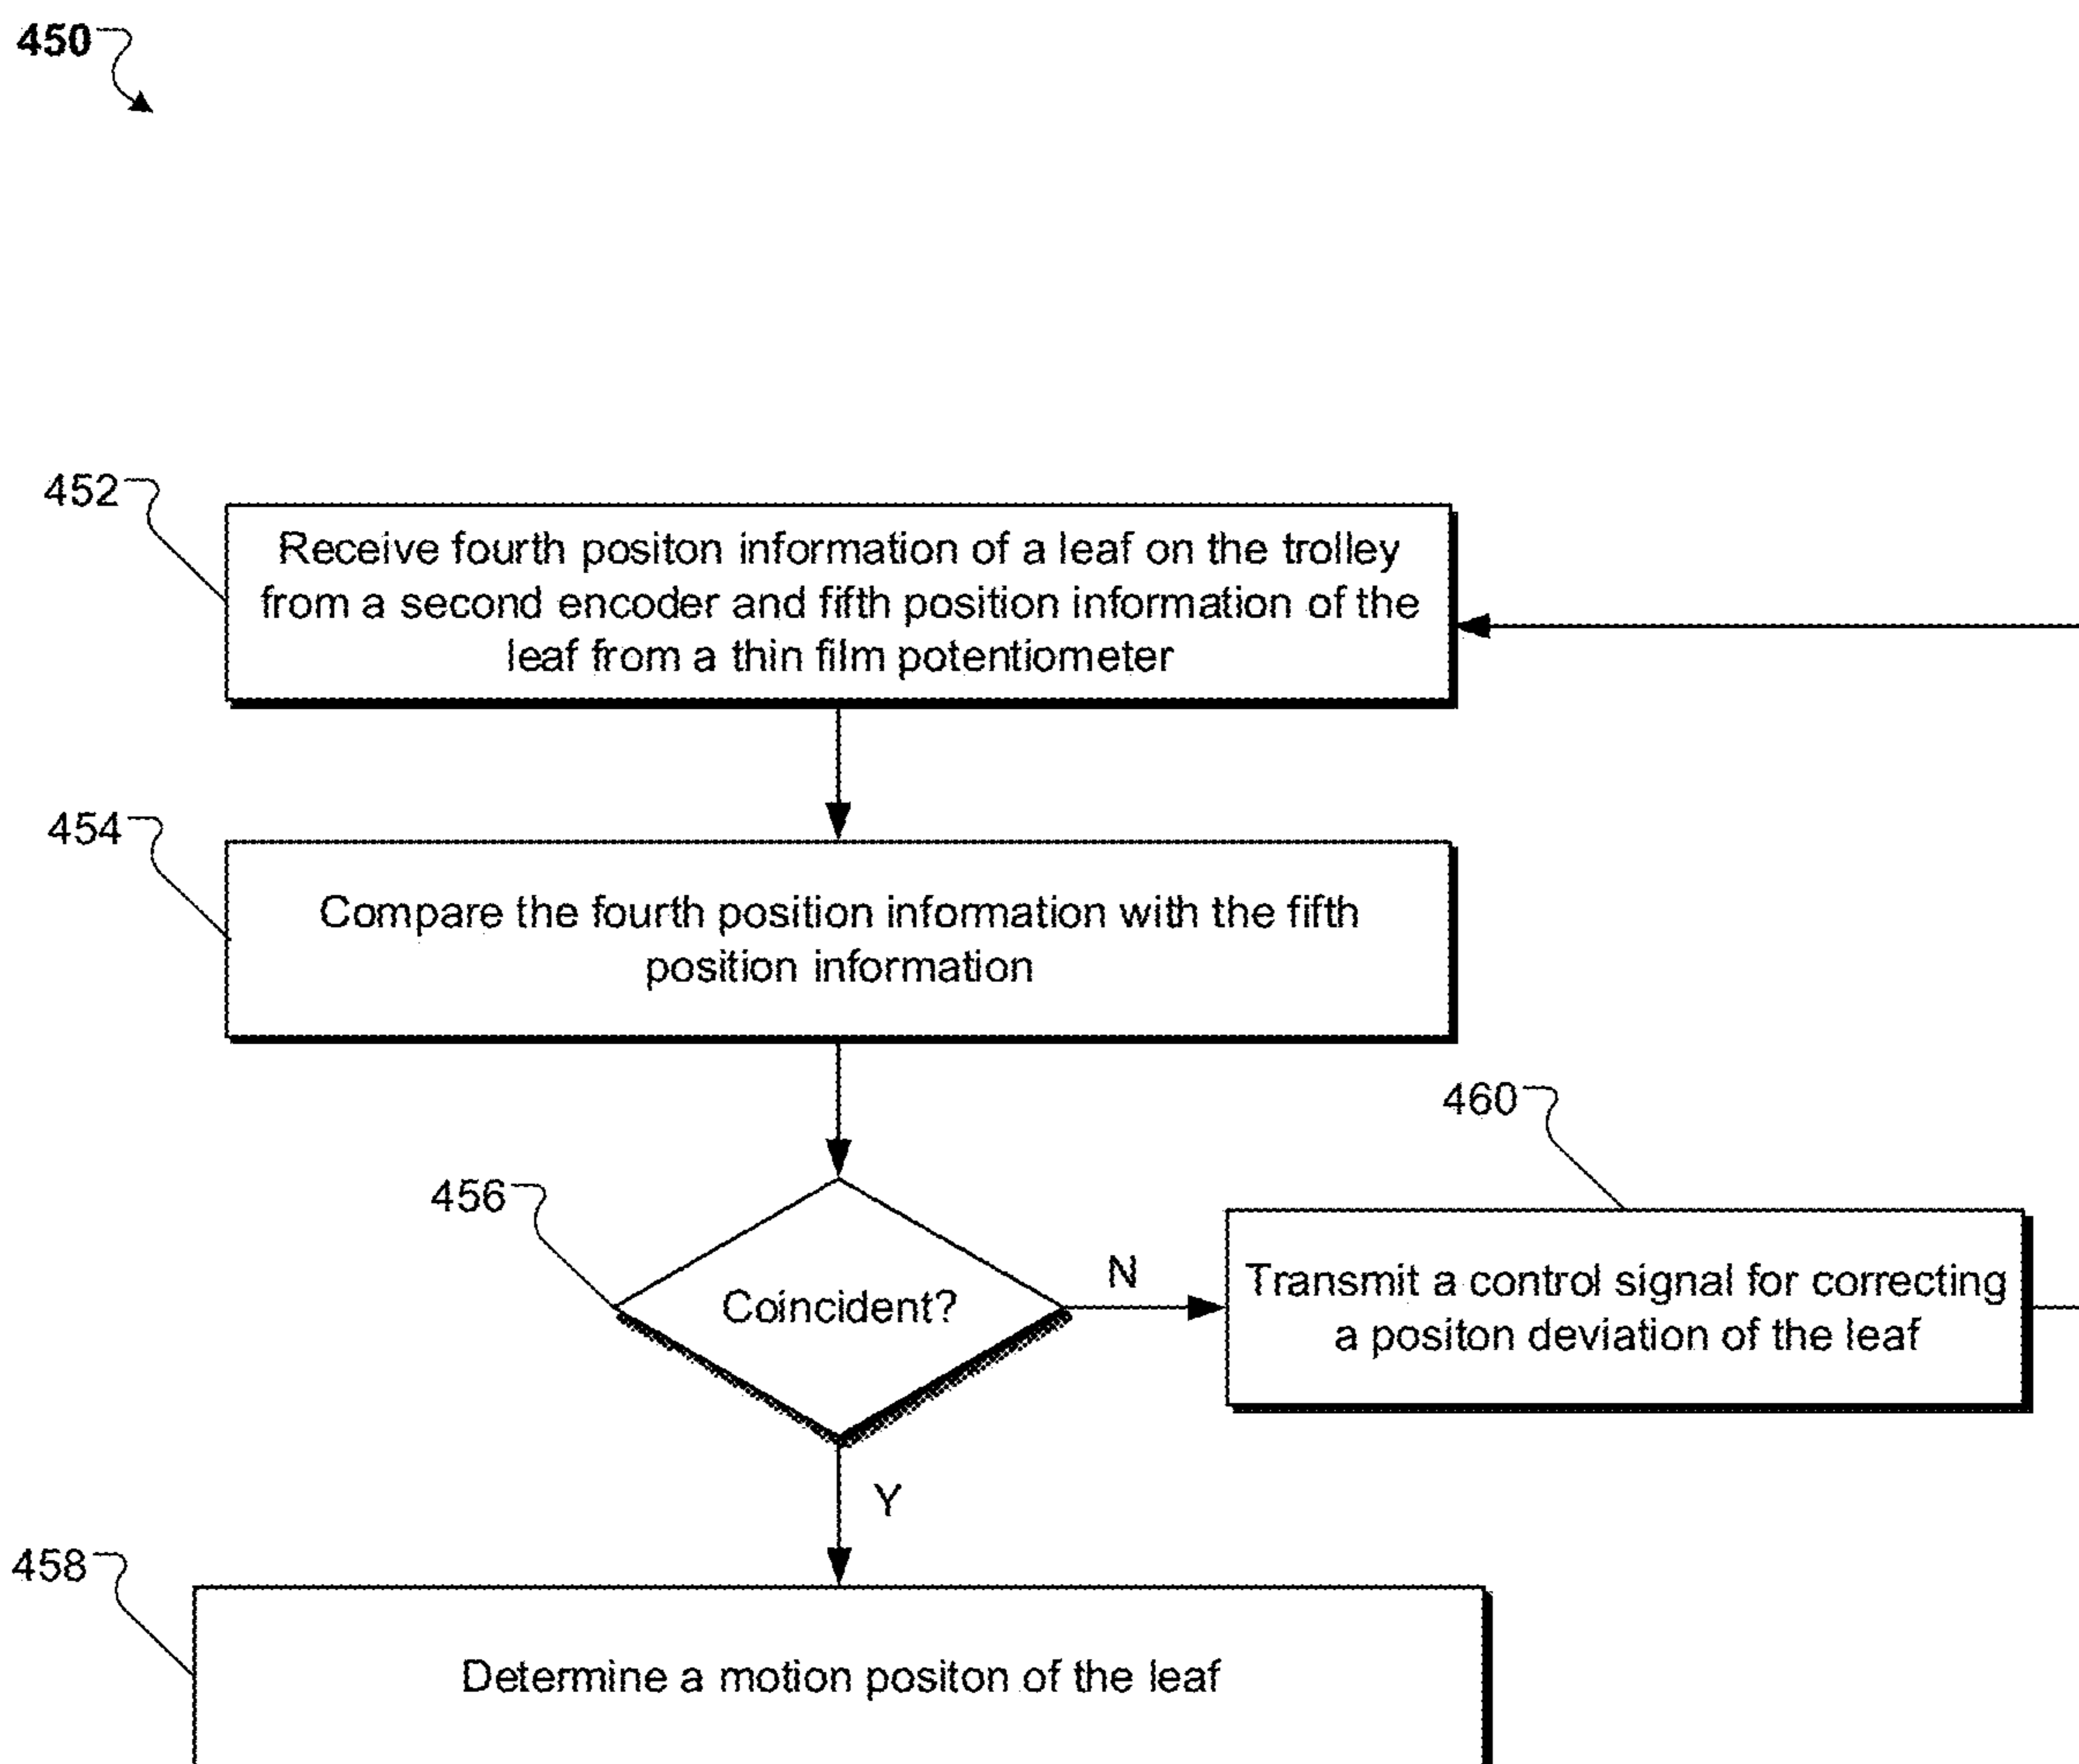 450
452
Receive fourth positon information of a leaf on the trolley
from a second encoder and fifth position information of the
leaf from a thin film potentiometer
454
Compare the fourth position information with the fifth
position information
460
456
Coincident?
N
Transmit a control signal for correcting
a positon deviation of the leaf
Y
458
Determine a motion positon of the leaf